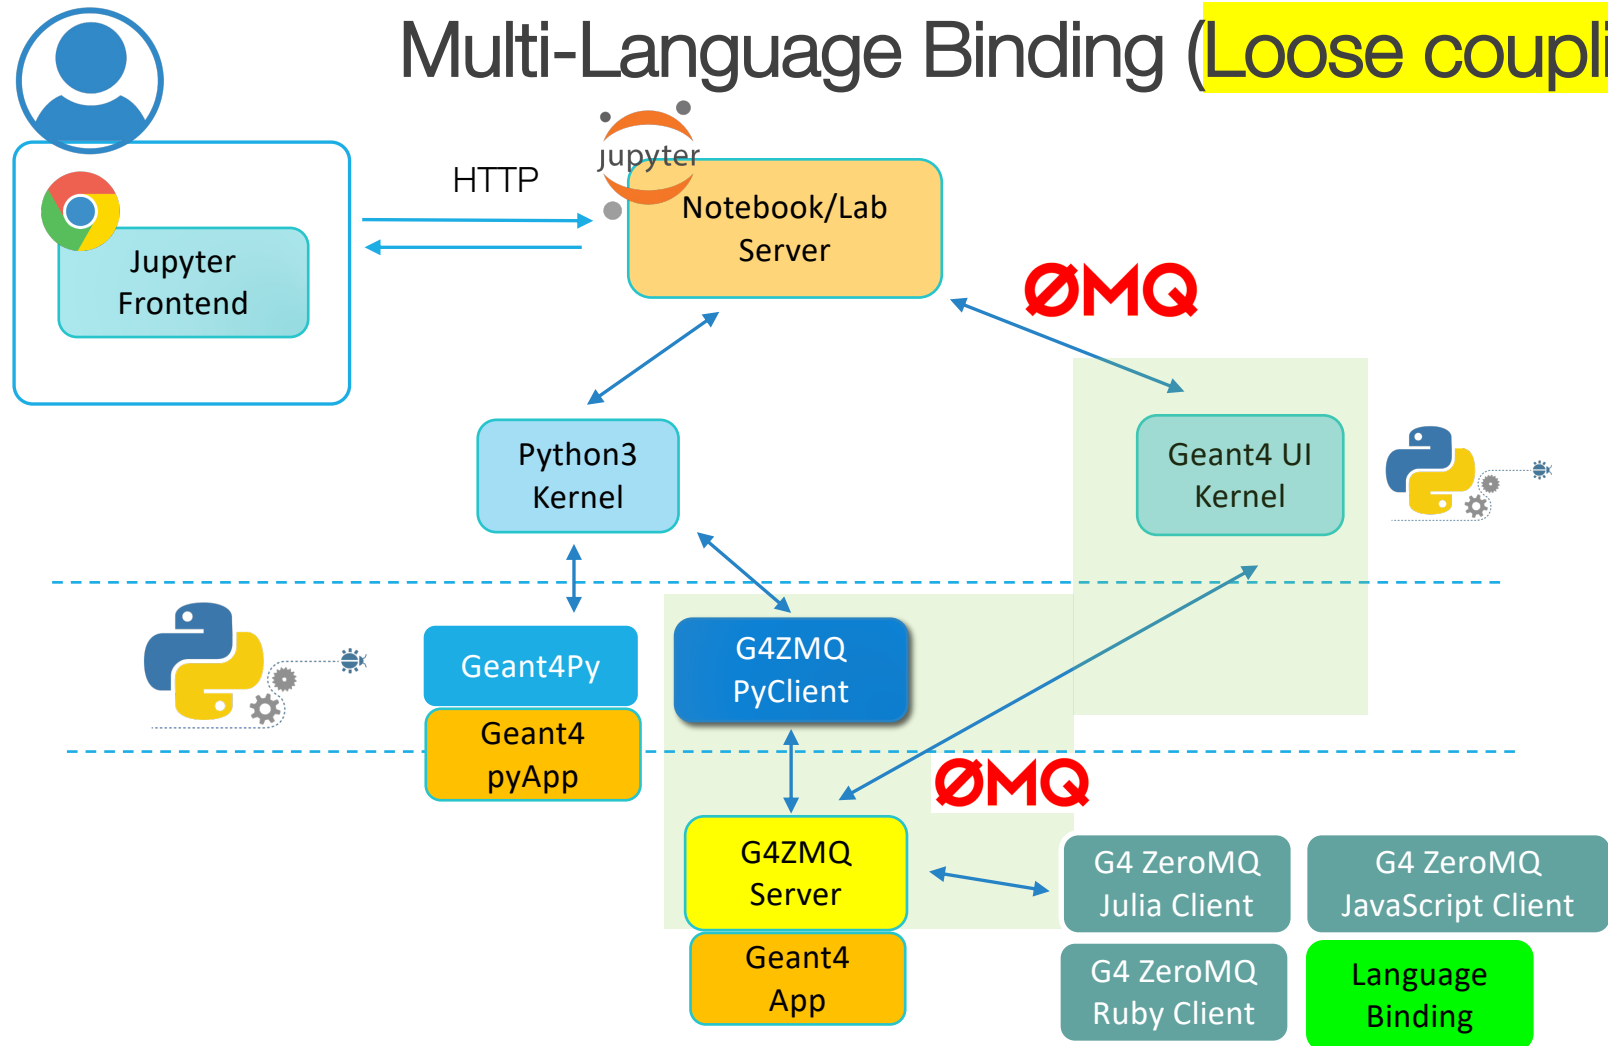 Multi-Language Binding (Loose coupli
HTTP
jupyter
Notebook/Lab
Server
Jupyter
Frontend
ØMQ
Python3
Kernel
Geant4 UI
Kernel
Geant4Py
G4ZMQ
PyClient
Geant4
pyApp
ØMQ
G4ZMQ
Server
G4 ZeroMQ
Julia Client
G4 ZeroMQ
JavaScript Client
Geant4
App
G4 ZeroMQ
Ruby Client
Language
Binding